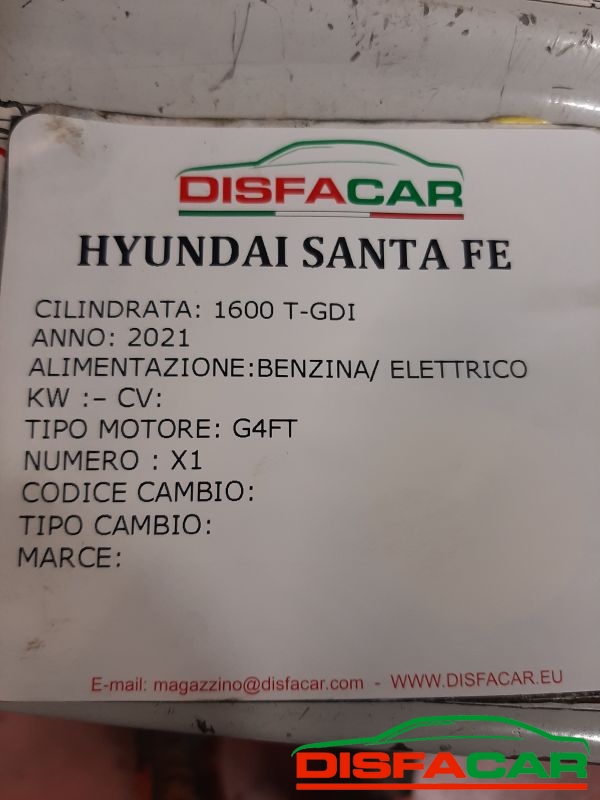 DISFACAR
HYUNDAI SANTA FE
CILINDRATA: 1600 T-GDI
ANNO: 2021
ALIMENTAZIONE:BENZINA/ ELETTRICO
KW :– CV:
TIPO MOTORE: G4FT
NUMERO : X1
CODICE CAMBIO:
TIPO CAMBIO:
MARCE:
E-mail: magazzino@disfacar.com - WWW.DISFACAR.EU
DISFACAR